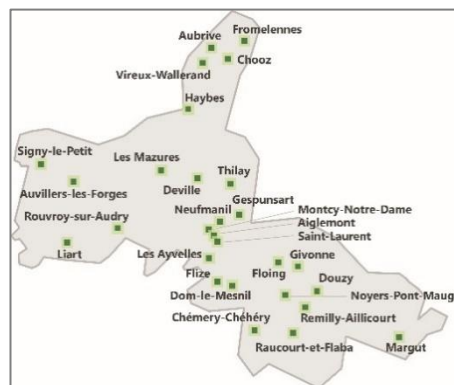 Fromelennes
Aubrive
Chooz
Vireux-Wallerand
Haybes
Signy-le-Petit
Les Mazures
Thilay
Auvillers-les-Forges
Deville
Gespunsart
Neufmanil
Montcy-Notre-Dame
Rouvroy-sur-Audry
Aiglemont
Saint-Laurent
Liart
Les Ayvelles
Givonne
Floing
Flize
Douzy
Noyers-Pont-Maug
Dom-le-Mesnil
Chémery-Chéhéry
Remilly-Aillicourt
Raucourt-et-Flaba
Margut